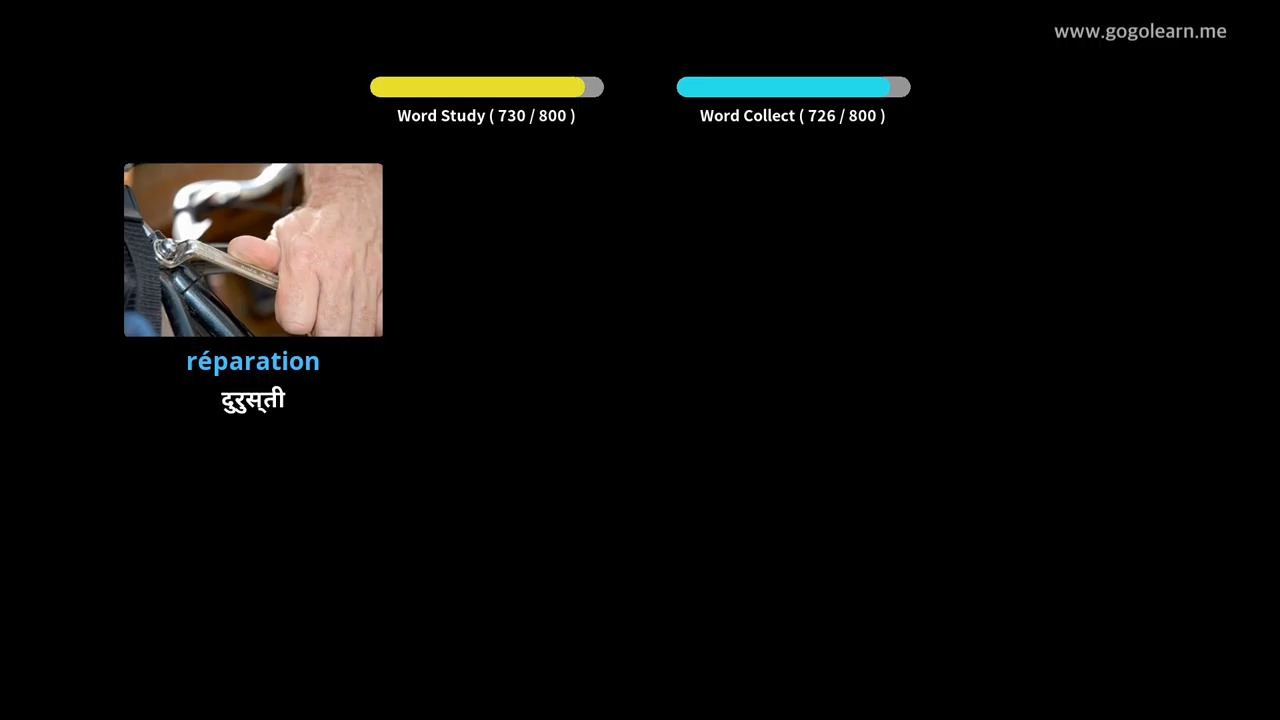 www.gogolearn.me
Word Study ( 730 / 800 )
Word Collect ( 726 / 800 )
réparation
दुरुस्ती